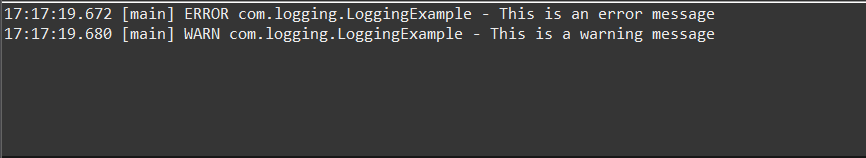 17:17:19.672 [main] ERROR com.logging.LoggingExample - This is an error message
17:17:19.680 [main] WARN com.logging.LoggingExample - This is a warning message